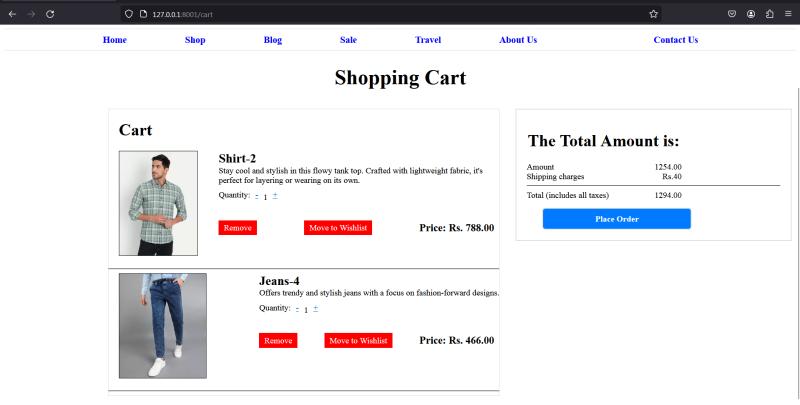 127.0.0.1:8001/cart
Home Shop Blog Sale Travel About Us Contact Us
Shopping Cart
Cart
Shirt-2
Stay cool and stylish in this flowy tank top. Crafted with lightweight fabric, it's
perfect for layering or wearing on its own.
Quantity: - 1 +
Remove Move to Wishlist Price: Rs. 788.00
Jeans-4
Offers trendy and stylish jeans with a focus on fashion-forward designs.
Quantity: - 1 +
Remove Move to Wishlist Price: Rs. 466.00
The Total Amount is:
Amount 1254.00
Shipping charges Rs.40
Total (includes all taxes) 1294.00
Place Order